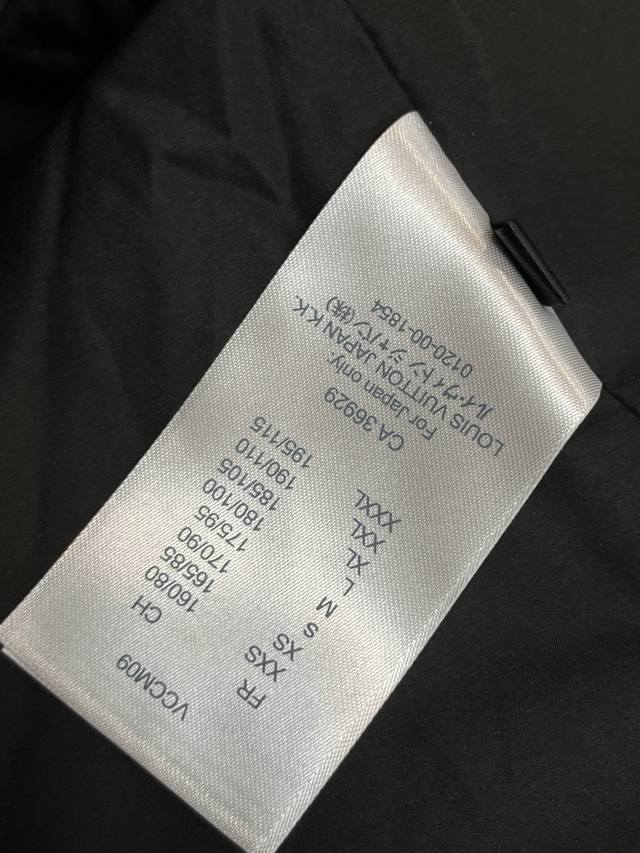 VCCM09
FR CH
XXS 160/80
XS 165/85
S 170/90
M 175/95
L 180/100
XL 185/105
XXL 190/110
XXXL 195/115
CA 36929
For Japan only:
LOUIS VUITTON JAPAN K.K.
ルイ・ヴィトン ジャパン(株)
0120-00-1854